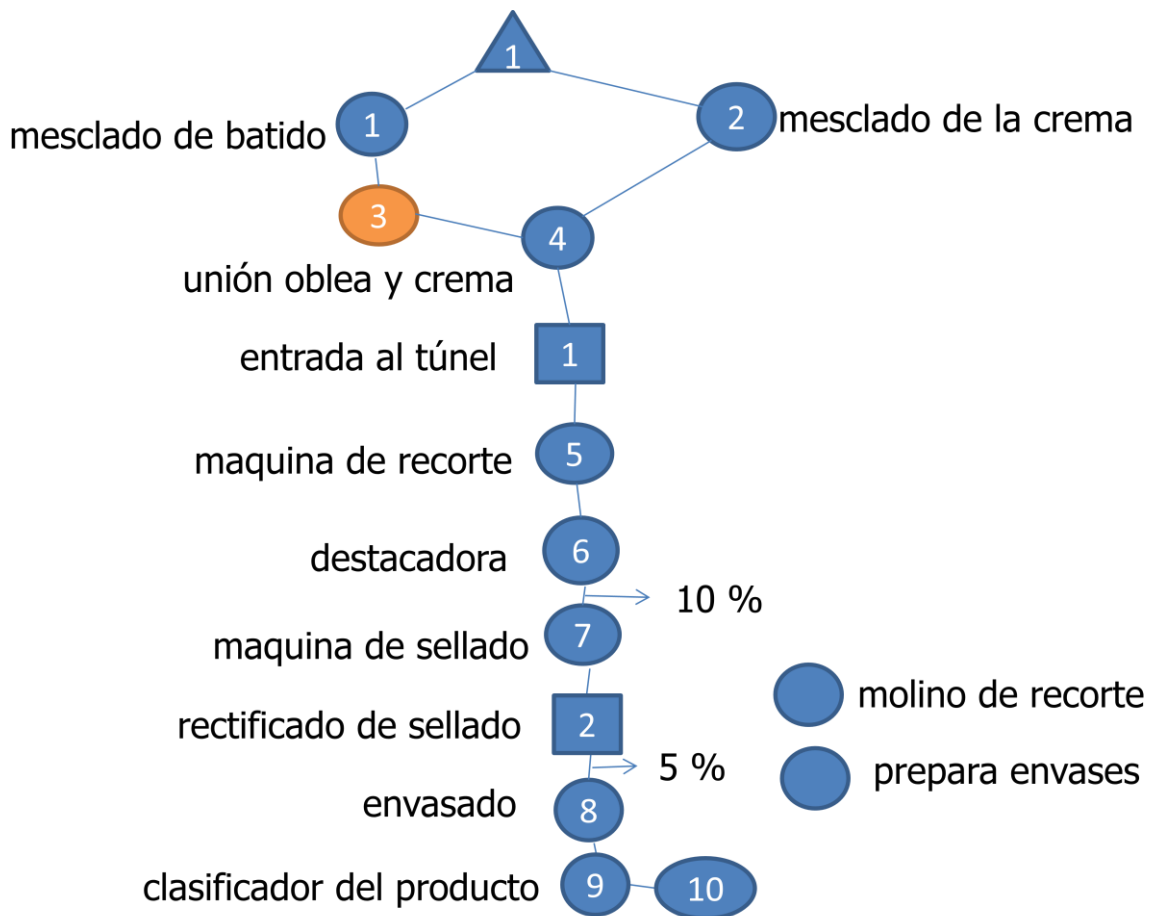 1
1
2
mesclado de batido
mesclado de la crema
3
4
unión oblea y crema
entrada al túnel
1
maquina de recorte
5
destacadora
6
10 %
maquina de sellado
7
molino de recorte
rectificado de sellado
2
5 %
prepara envases
envasado
8
clasificador del producto
9
10